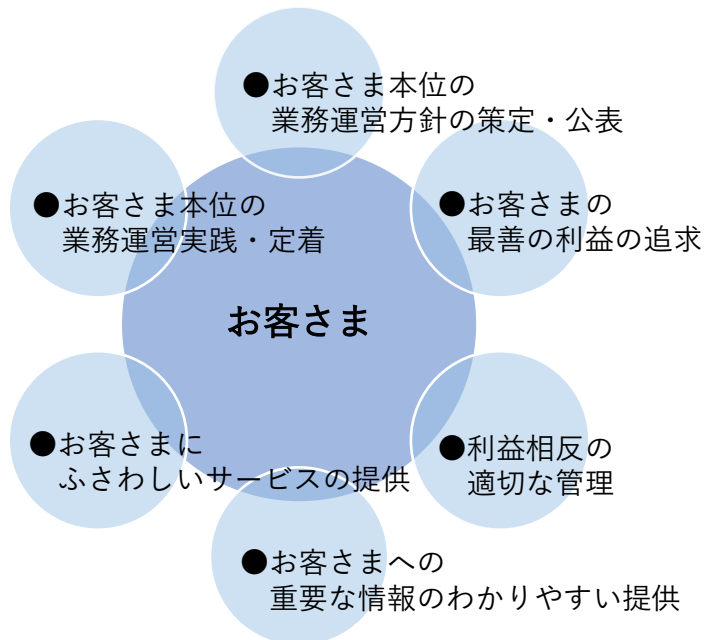 ●お客さま本位の
業務運営方針の策定・公表
●お客さま本位の
業務運営実践・定着
●お客さまの
最善の利益の追求
お客さま
●お客さまに
ふさわしいサービスの提供
●利益相反の
適切な管理
●お客さまへの
重要な情報のわかりやすい提供